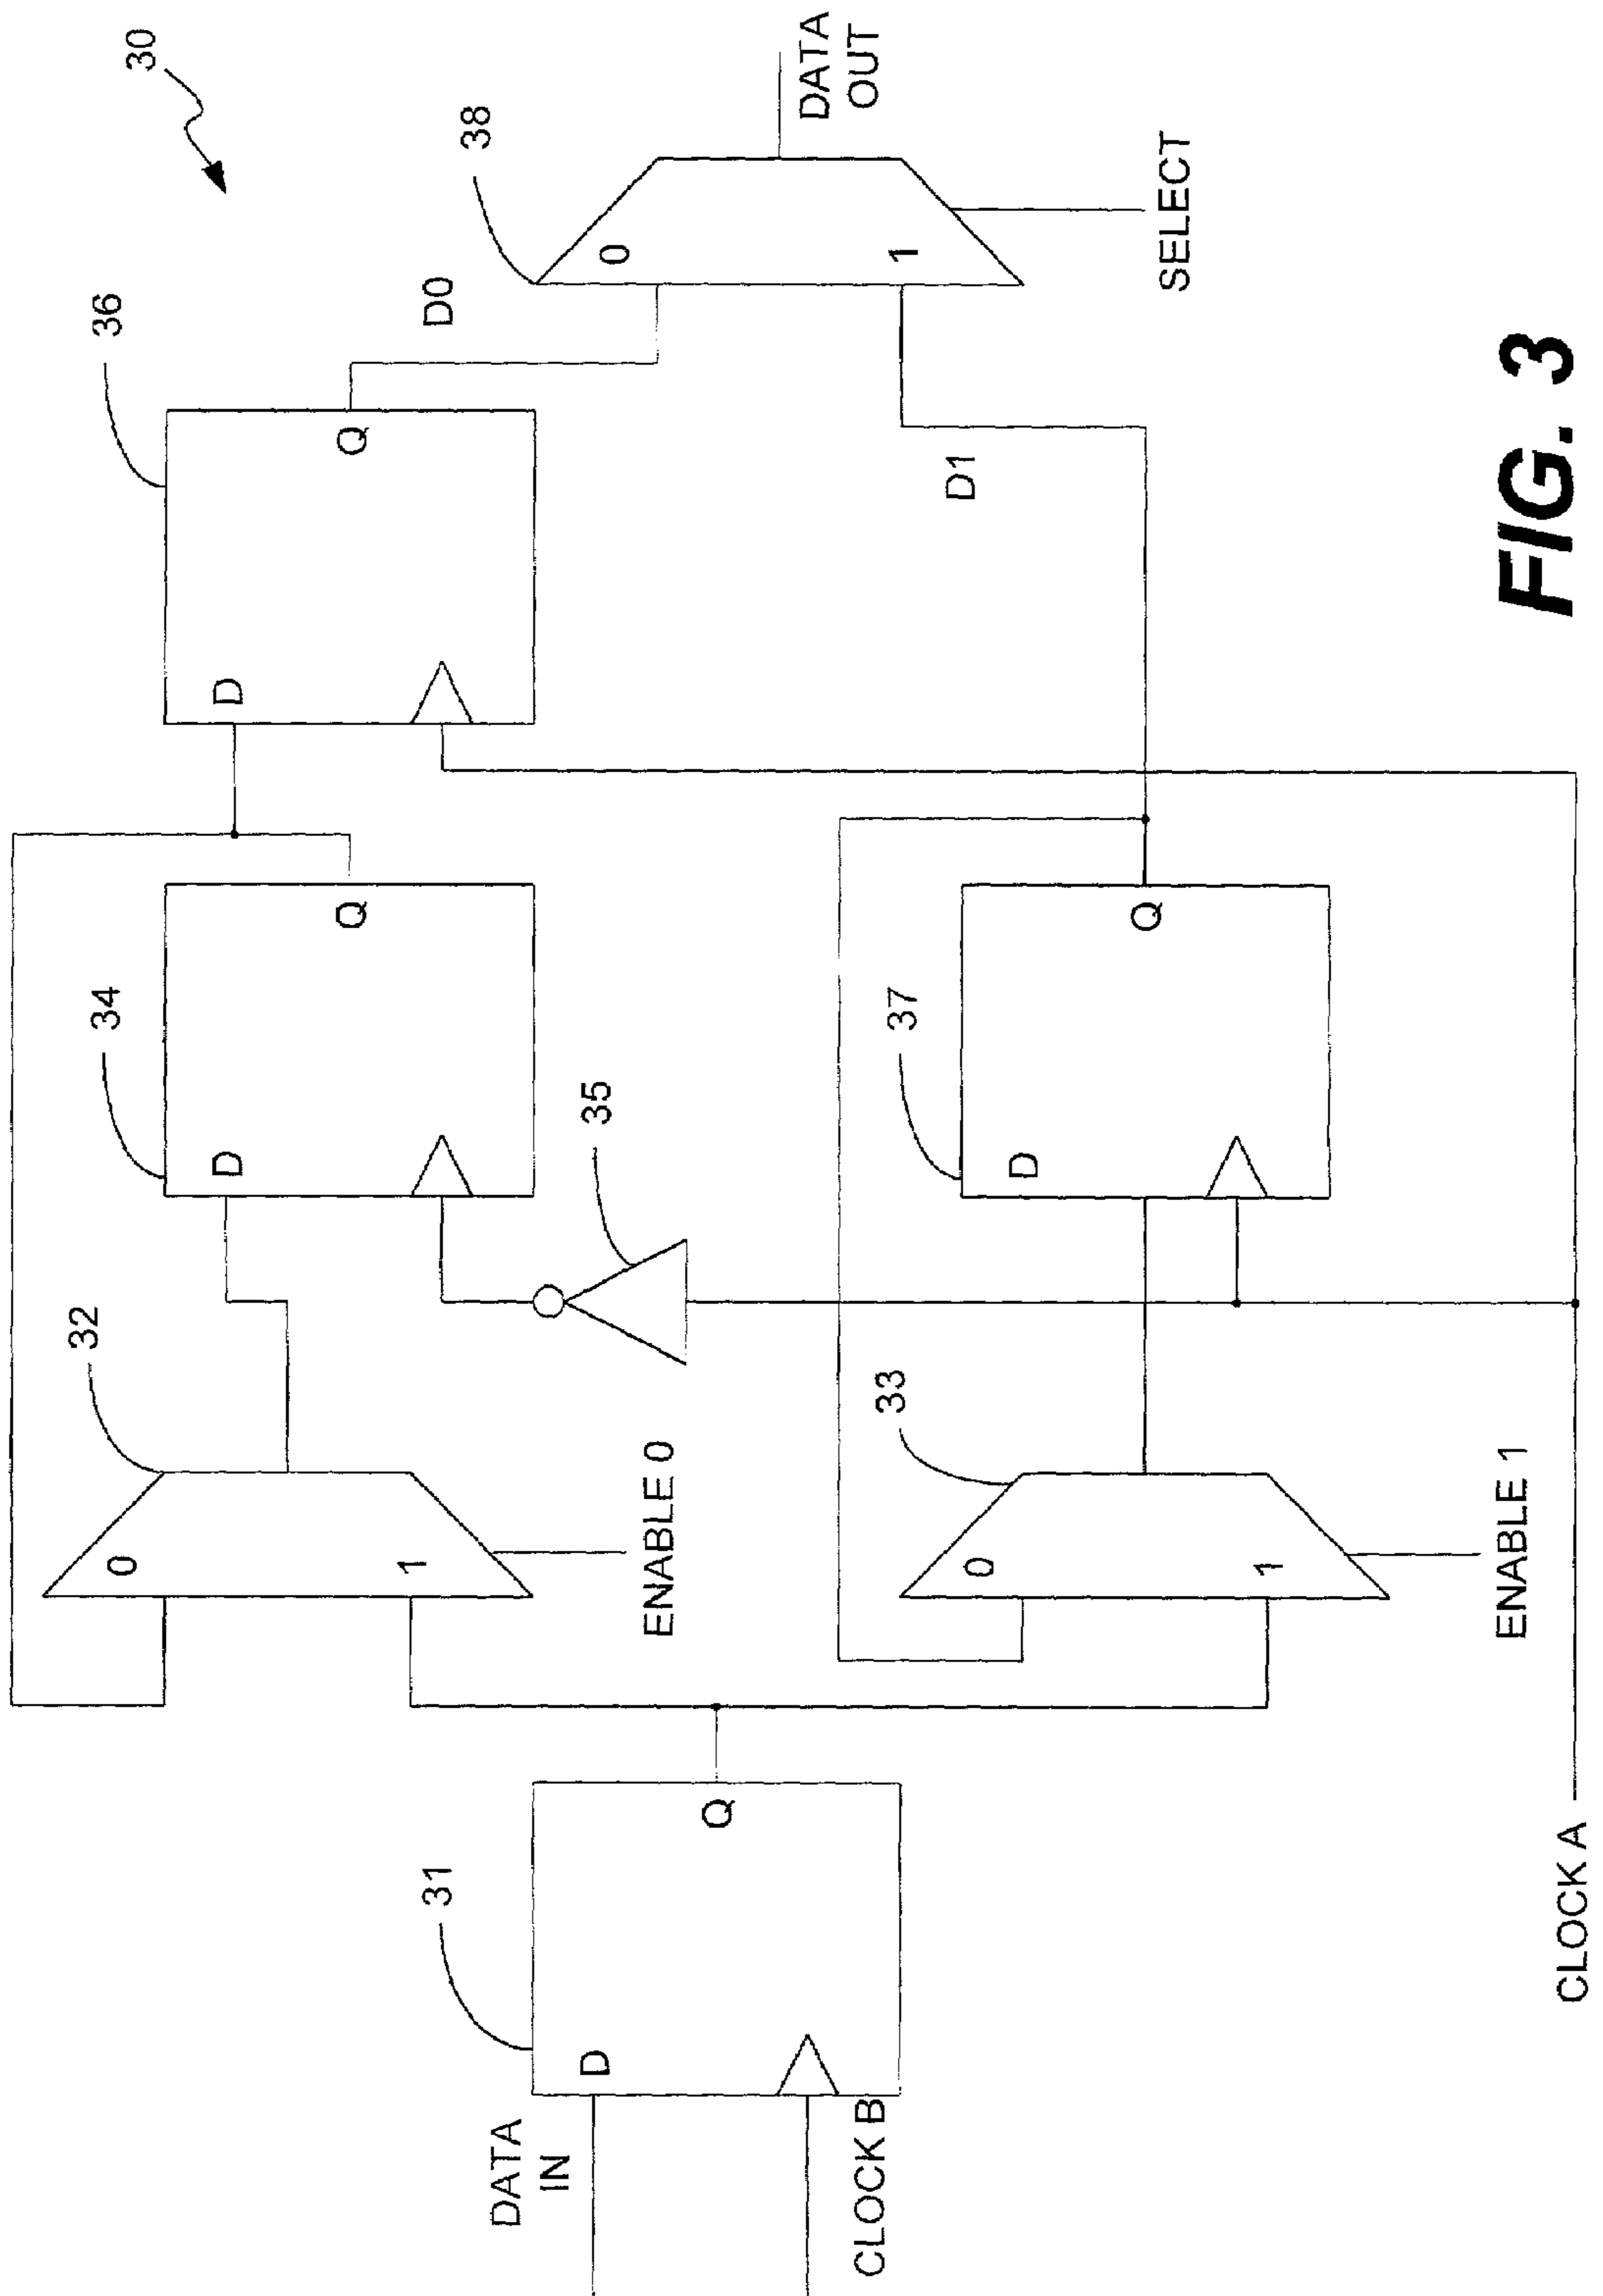 30
38
DATA
OUT
SELECT
0
1
36
D0
D1
D
Q
34
D
Q
35
37
D
Q
32
0
1
ENABLE 0
33
0
1
ENABLE 1
31
D
Q
DATA
IN
CLOCK B
CLOCK A
FIG. 3